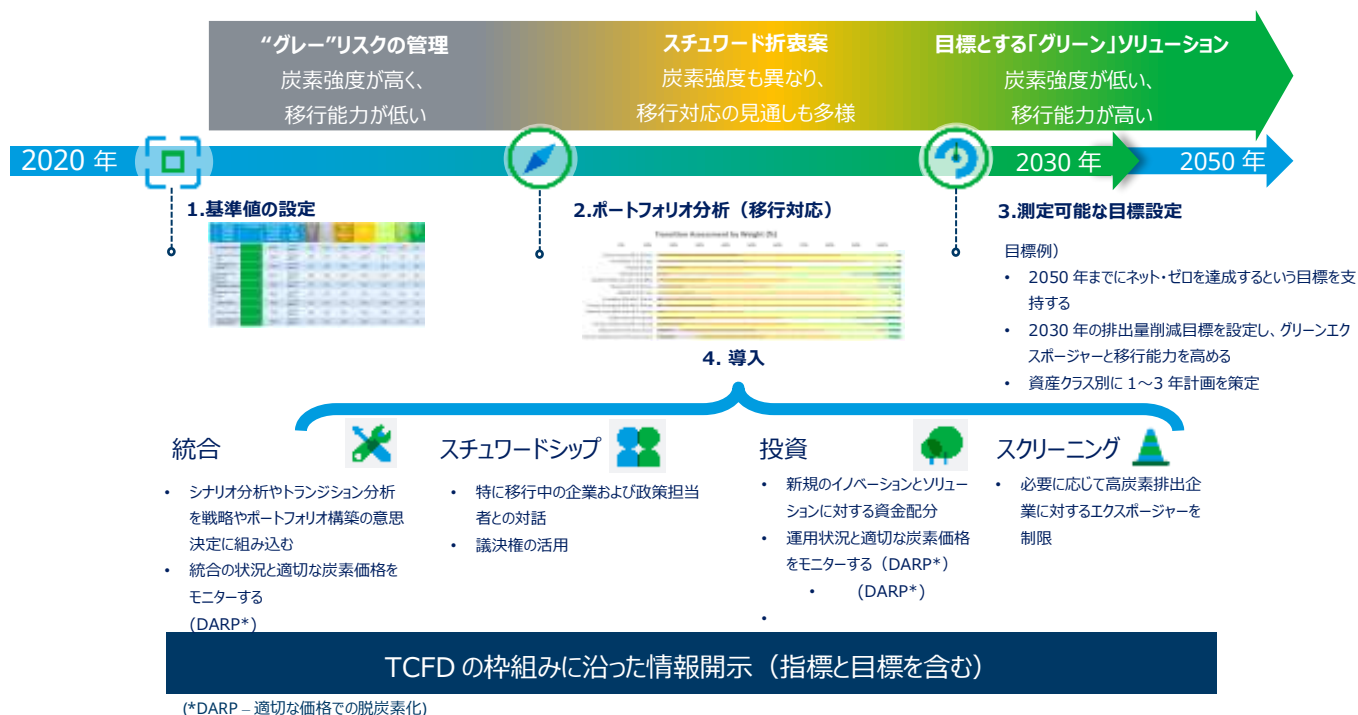 “グレー”リスクの管理
炭素強度が高く、
移行能力が低い
スチュワード折衷案
炭素強度も異なり、
移行対応の見通しも多様
目標とする「グリーン」ソリューション
炭素強度が低い、
移行能力が高い
2020 年
2030 年
2050 年
1.基準値の設定
2.ポートフォリオ分析（移行対応）
Transition Assessment by Weight (%)
3.測定可能な目標設定
目標例）
• 2050 年までにネット・ゼロを達成するという目標を支
持する
• 2030 年の排出量削減目標を設定し、グリーンエク
スポージャーと移行能力を高める
• 資産クラス別に 1～3 年計画を策定
4. 導入
統合
• シナリオ分析やトランジション分析
を戦略やポートフォリオ構築の意思
決定に組み込む
• 統合の状況と適切な炭素価格を
モニターする
(DARP*)
スチュワードシップ
• 特に移行中の企業および政策担当
者との対話
• 議決権の活用
投資
• 新規のイノベーションとソリュー
ションに対する資金配分
• 運用状況と適切な炭素価格
をモニターする（DARP*）
• (DARP*)
•
スクリーニング
• 必要に応じて高炭素排出企
業に対するエクスポージャーを
制限
TCFD の枠組みに沿った情報開示（指標と目標を含む）
(*DARP – 適切な価格での脱炭素化)